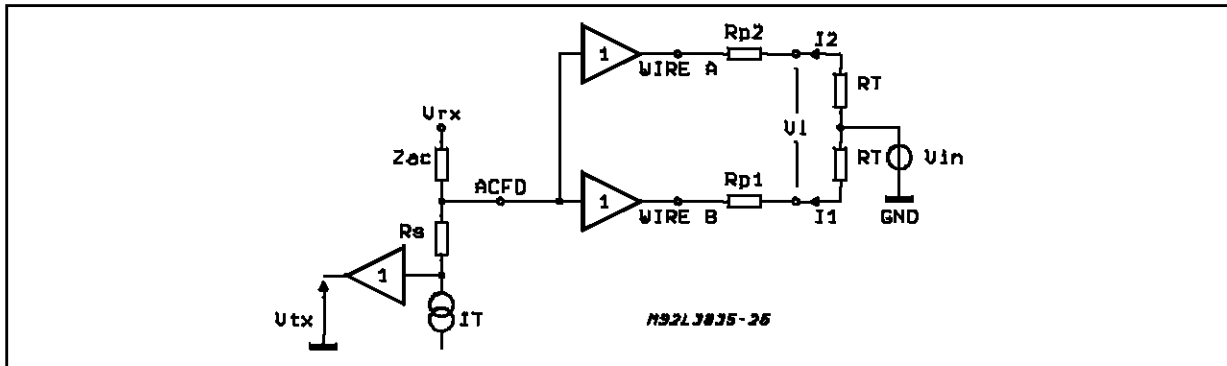 Rp2
I2
1
WIRE A
RT
Vrx
Vl
Zac
RT
Vin
ACFD
Rp1
1
WIRE B
I1
GND
Rs
1
Vtx
IT
M92L3035-26